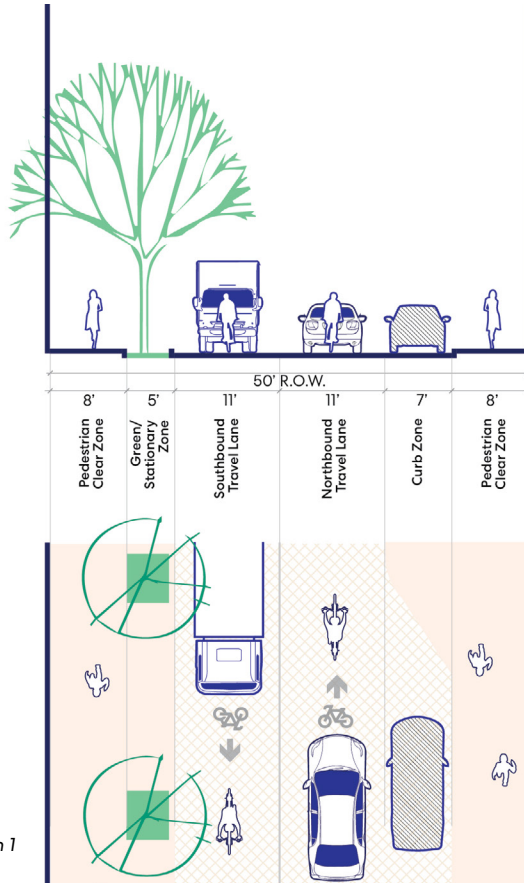 50' R.O.W.
8'
5'
11'
11'
7'
8'
Pedestrian
Clear Zone
Green/
Stationary
Zone
Southbound
Travel Lane
Northbound
Travel Lane
Curb Zone
Pedestrian
Clear Zone
1